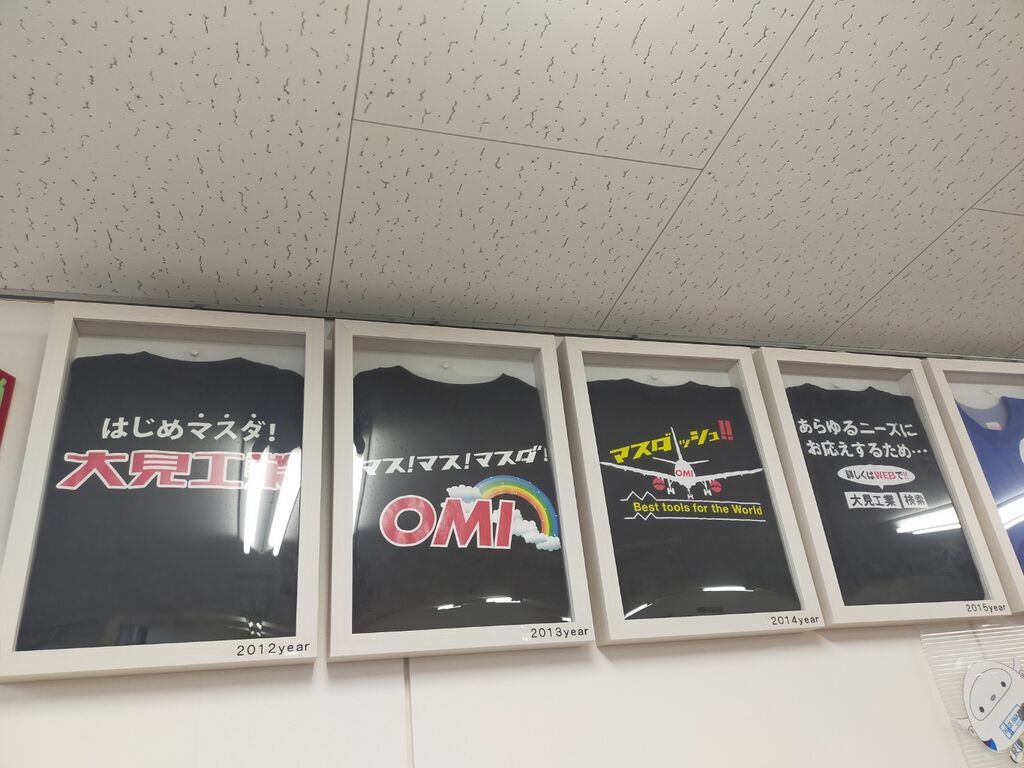 はじめマスダ!
大見工業
2012year
マス!マス!マスダ!
OMI
2013year
マスダッシュ!!
OMI
Best tools for the World
2014year
あらゆるニーズに
お応えするため…
詳しくはWEBで!!
大見工業 検索
2015year